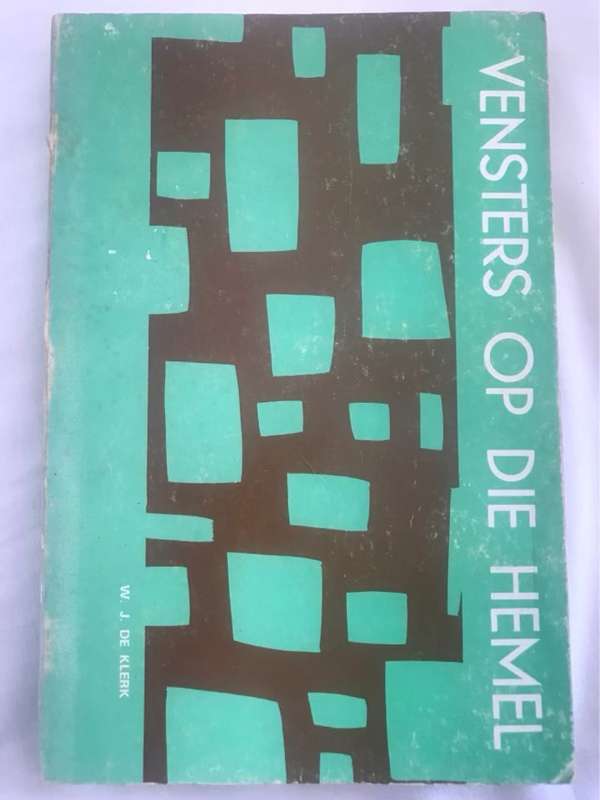 VENSTERS OP DIE HEMEL
W. J. DE KLERK